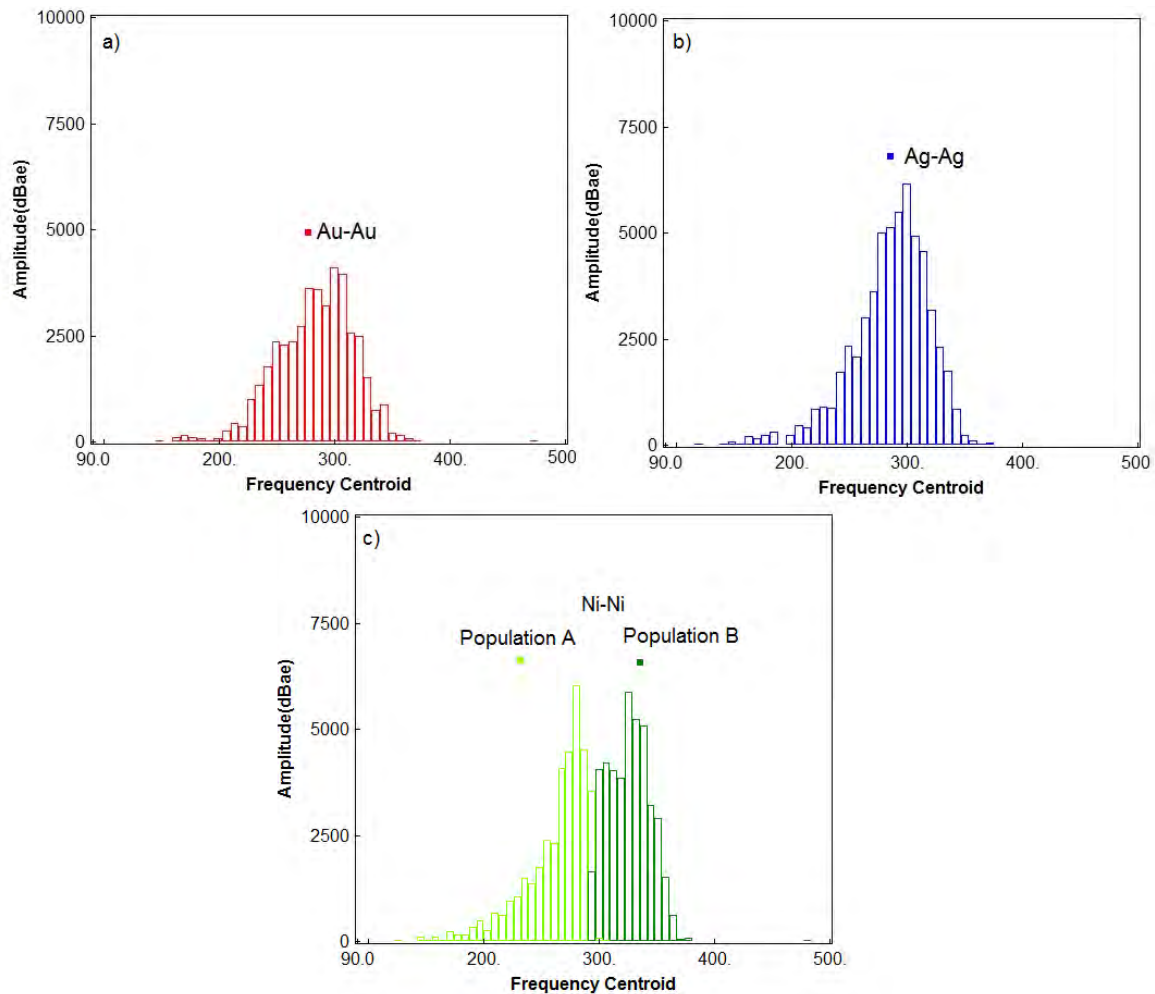 a)
10000
7500
5000
2500
0
Amplitude(dBae)
Au-Au
90.0 200. 300. 400. 500
Frequency Centroid
b)
10000
7500
5000
2500
0
Amplitude(dBae)
Ag-Ag
90.0 200. 300. 400. 500
Frequency Centroid
c)
10000
7500
5000
2500
0
Amplitude(dBae)
Ni-Ni
Population A Population B
90.0 200. 300. 400. 500.
Frequency Centroid